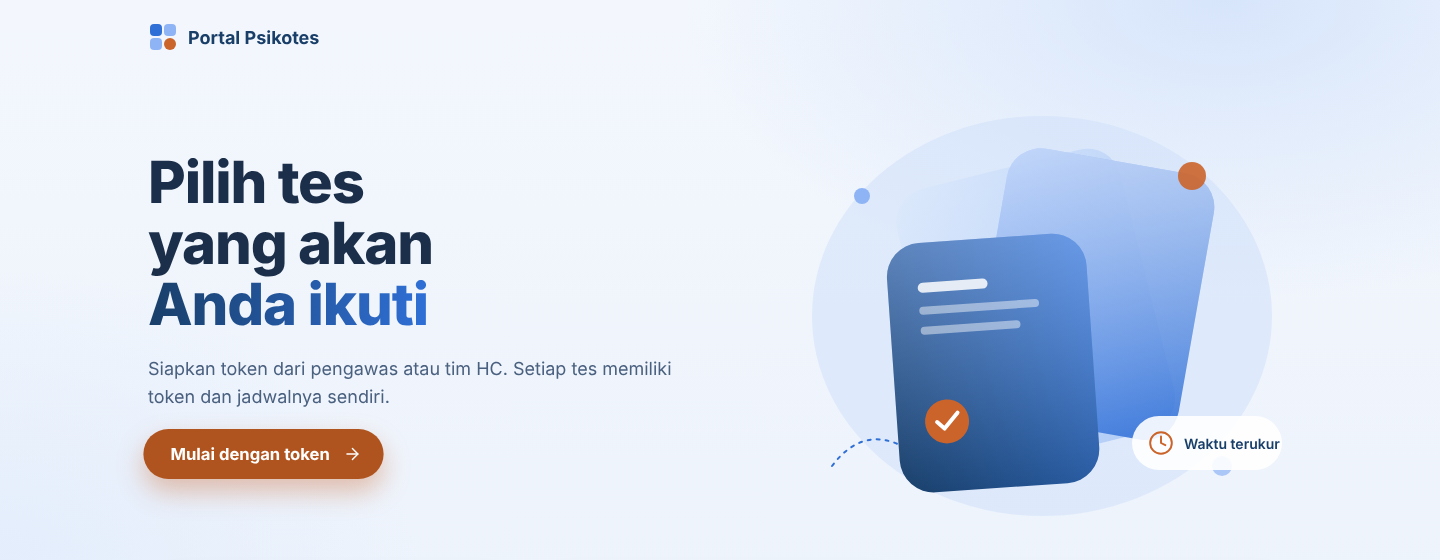 Portal Psikotes
Pilih tes
yang akan
Anda ikuti
Siapkan token dari pengawas atau tim HC. Setiap tes memiliki
token dan jadwalnya sendiri.
Mulai dengan token
Waktu terukur